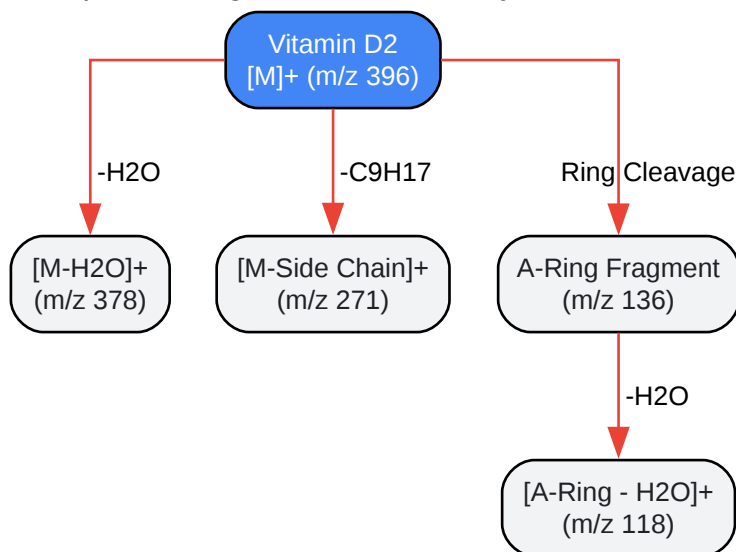 Vitamin D2
[M]+ (m/z 396)
-H2O
-C9H17
Ring Cleavage
[M-H2O]+
(m/z 378)
[M-Side Chain]+
(m/z 271)
A-Ring Fragment
(m/z 136)
-H2O
[A-Ring - H2O]+
(m/z 118)